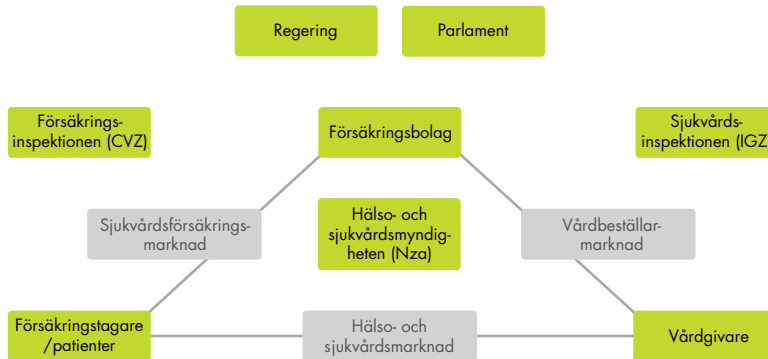 Regering
Parlament
Försäkrings-
inspektionen (CVZ)
Försäkringsbolag
Sjukvårds-
inspektionen (IGZ)
Sjukvårdsförsäkrings-
marknad
Hälso- och
sjukvårdsmyndig-
heten (Nza)
Vårdbeställar-
marknad
Försäkringstagare
/patienter
Hälso- och
sjukvårdsmarknad
Vårdgivare